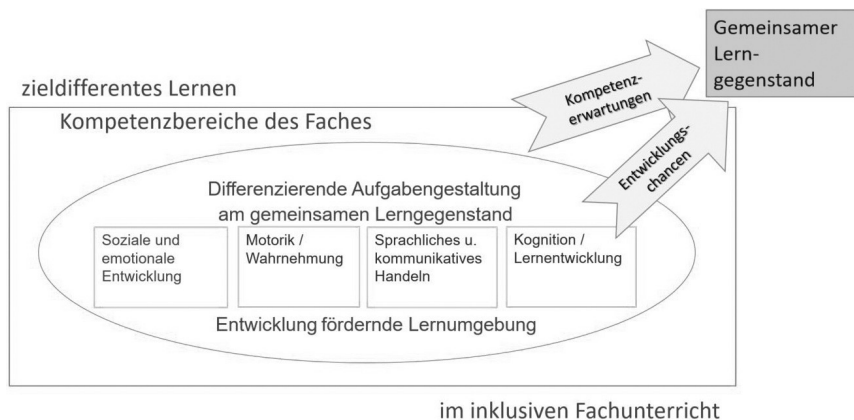 Gemeinsamer
Lern-
gegenstand
zieldifferentes Lernen
Kompetenz-
erwartungen
Kompetenzbereiche des Faches
Entwicklungs-
chancen
Differenzierende Aufgabengestaltung
am gemeinsamen Lerngegenstand
Soziale und
emotionale
Entwicklung
Motorik /
Wahrnehmung
Sprachliches u.
kommunikatives
Handeln
Kognition /
Lernentwicklung
Entwicklung fördernde Lernumgebung
im inklusiven Fachunterricht